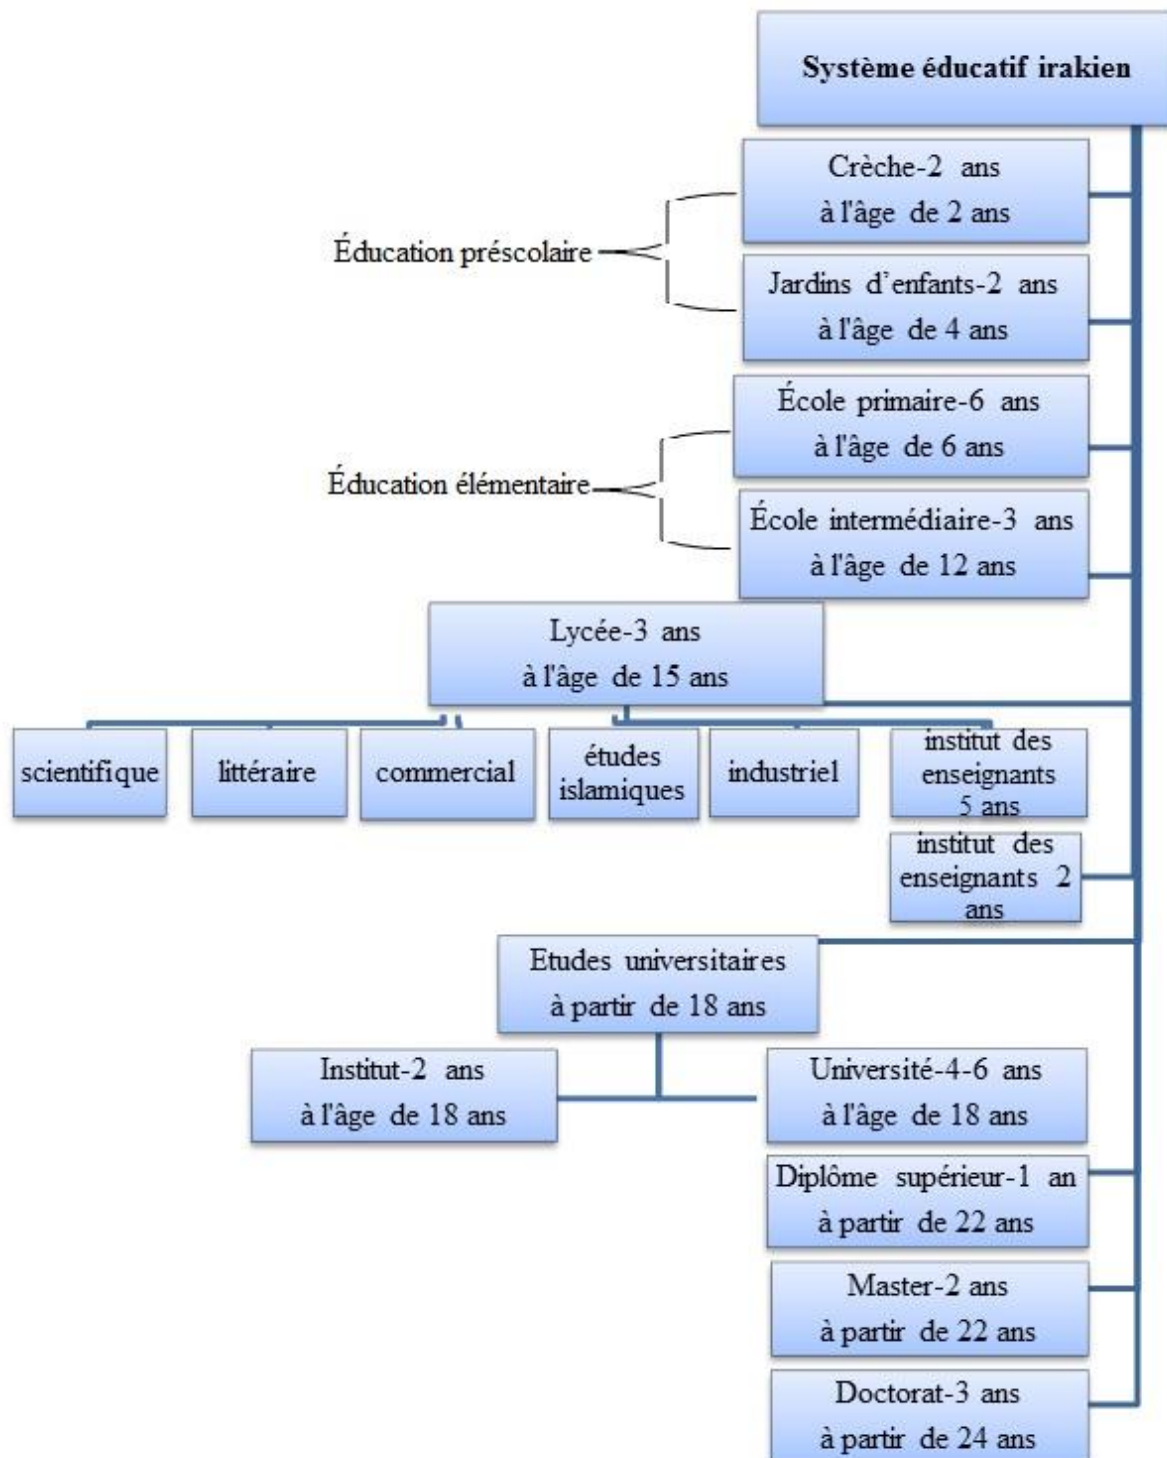 Système éducatif irakien
Crèche-2 ans
à l'âge de 2 ans
Éducation préscolaire
Jardins d’enfants-2 ans
à l'âge de 4 ans
École primaire-6 ans
à l'âge de 6 ans
Éducation élémentaire
École intermédiaire-3 ans
à l'âge de 12 ans
Lycée-3 ans
à l'âge de 15 ans
scientifique
littéraire
commercial
études
islamiques
industriel
institut des
enseignants
5 ans
institut des
enseignants 2
ans
Etudes universitaires
à partir de 18 ans
Institut-2 ans
à l'âge de 18 ans
Université-4-6 ans
à l'âge de 18 ans
Diplôme supérieur-1 an
à partir de 22 ans
Master-2 ans
à partir de 22 ans
Doctorat-3 ans
à partir de 24 ans